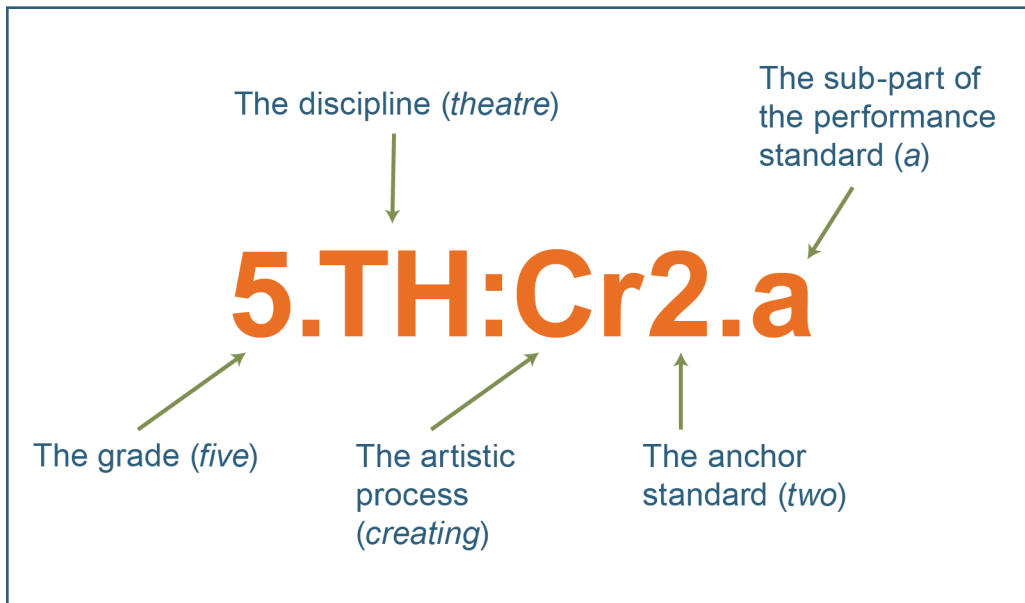 The discipline (theatre)
The sub-part of
the performance
standard (a)
5.TH:Cr2.a
The grade (five)
The artistic
process
(creating)
The anchor
standard (two)